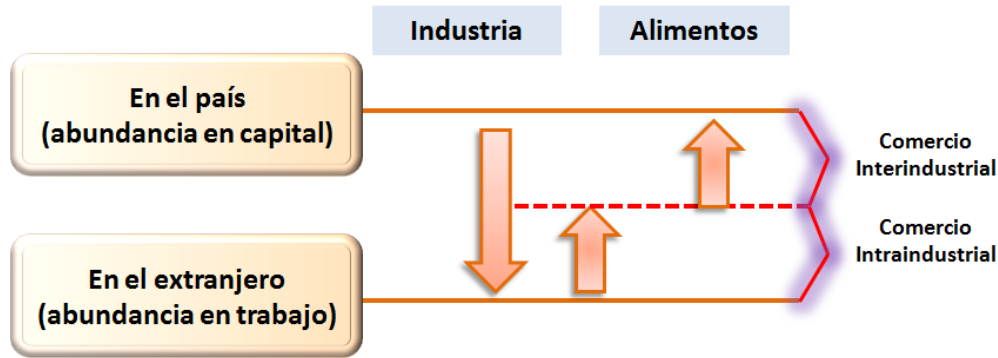 Industria
Alimentos
En el país
(abundancia en capital)
Comercio
Interindustrial
Comercio
Intraindustrial
En el extranjero
(abundancia en trabajo)